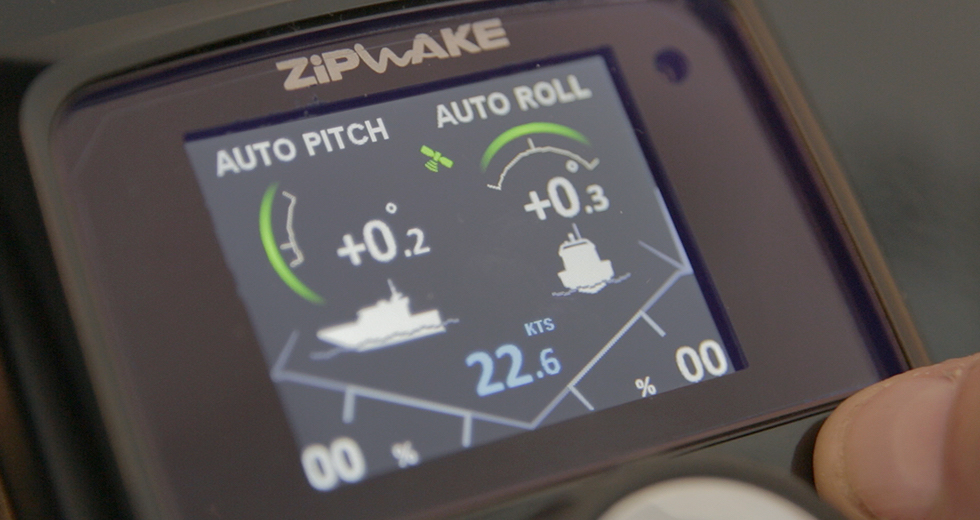 ZIPWAKE
AUTO PITCH
AUTO ROLL
+0°.2
+0°.3
KTS
22.6
00 %
% 00